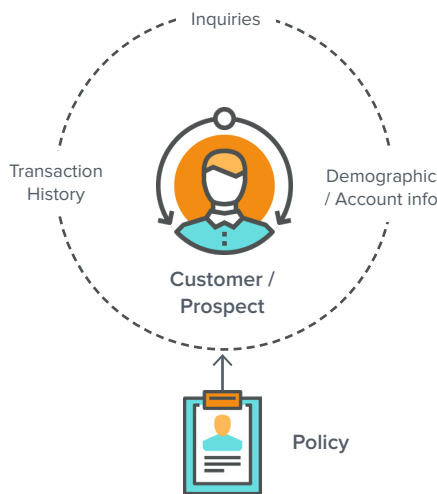 Inquiries
Transaction
History
Demographic
/ Account info
Customer /
Prospect
Policy